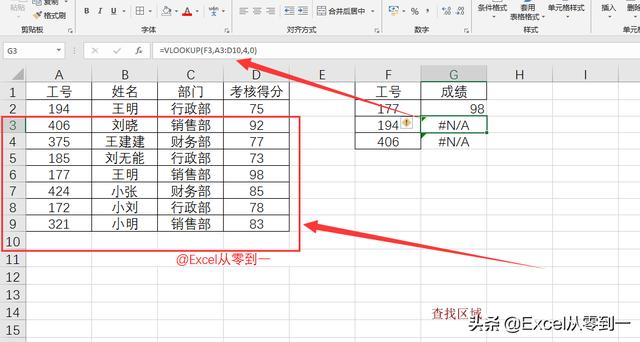 复制
格式刷
B I U
合并后居中
%
条件格式
套用
表格格式
单元格样式
插入
剪贴板
字体
对齐方式
数字
样式
G3
fx
=VLOOKUP(F3,A3:D10,4,0)
A B C D E F G H I J
1 工号 姓名 部门 考核得分 工号 成绩
2 194 王明 行政部 75 177 98
3 406 刘晓 销售部 92 194 #N/A
4 375 王建建 财务部 77 406 #N/A
5 185 刘无能 行政部 73
6 177 王明 销售部 98
7 424 小张 财务部 85
8 172 小刘 行政部 78
9 321 小明 销售部 83
10
11 @Excel从零到一
12
13
14 查找区域
15
头条 @Excel从零到一